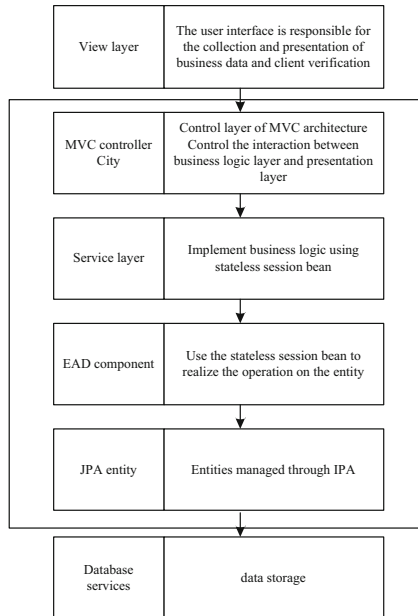 View layer
The user interface is responsible for
the collection and presentation of
business data and client verification
MVC controller
City
Control layer of MVC architecture
Control the interaction between
business logic layer and presentation
layer
Service layer
Implement business logic using
stateless session bean
EAD component
Use the stateless session bean to
realize the operation on the entity
JPA entity
Entities managed through IPA
Database
services
data storage